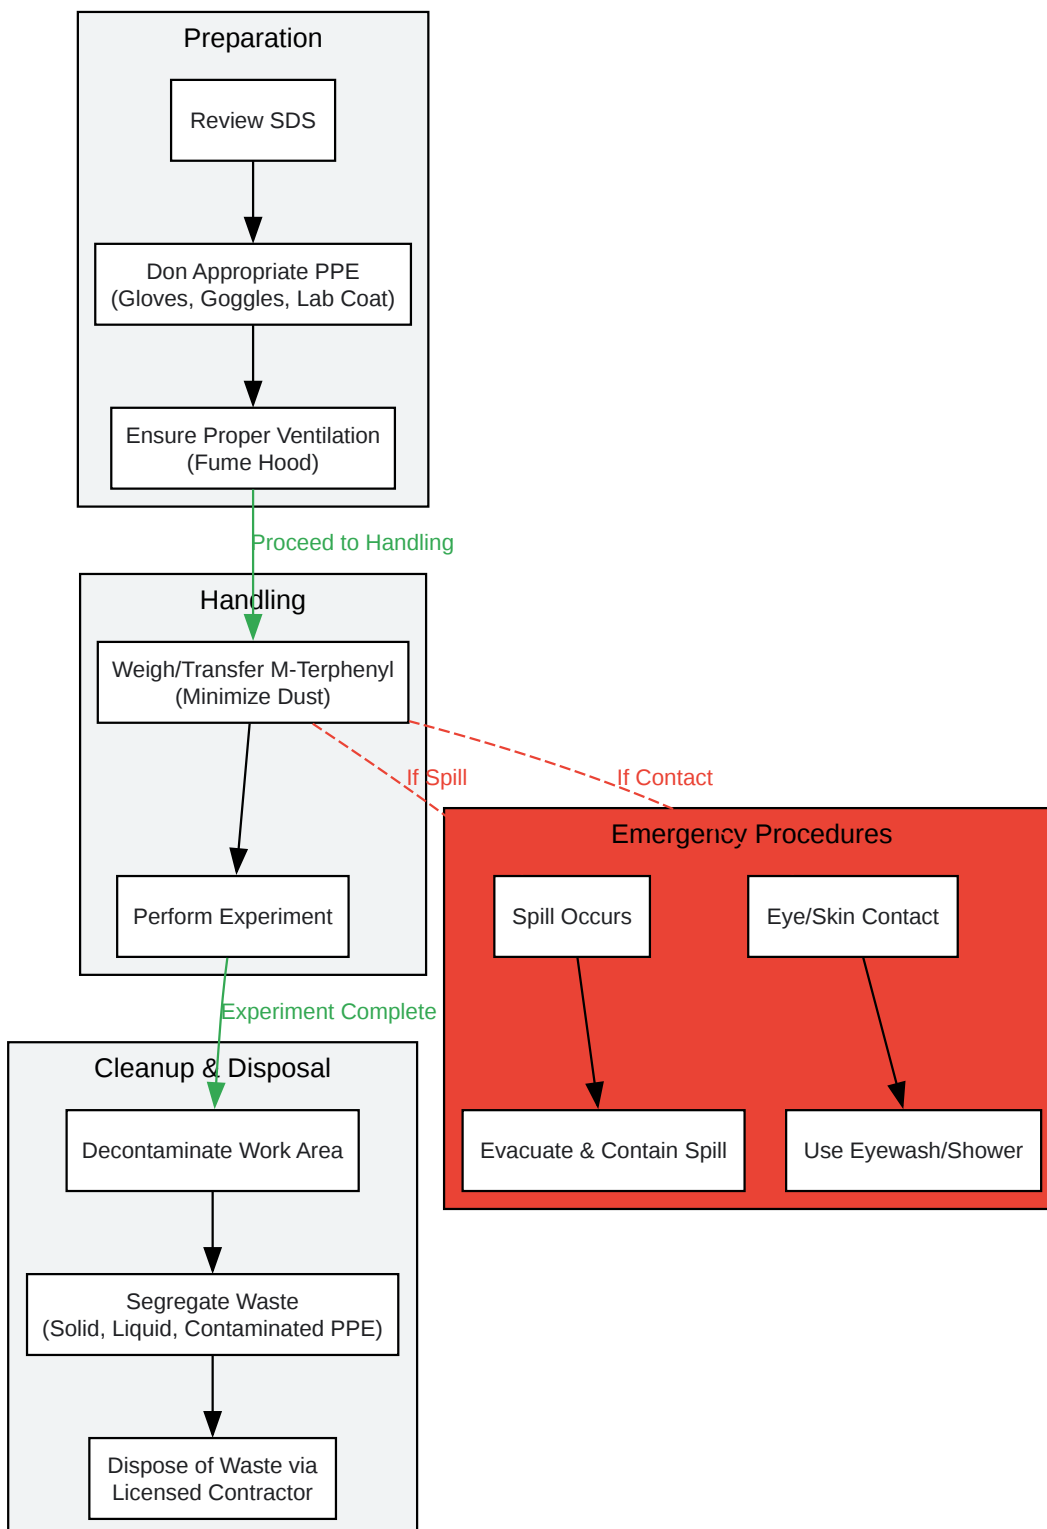 Preparation
Review SDS
Don Appropriate PPE
(Gloves, Goggles, Lab Coat)
Ensure Proper Ventilation
(Fume Hood)
Proceed to Handling
Handling
Weigh/Transfer M-Terphenyl
(Minimize Dust)
If Spill
If Contact
Perform Experiment
Emergency Procedures
Spill Occurs
Eye/Skin Contact
Evacuate & Contain Spill
Use Eyewash/Shower
Experiment Complete
Cleanup & Disposal
Decontaminate Work Area
Segregate Waste
(Solid, Liquid, Contaminated PPE)
Dispose of Waste via
Licensed Contractor